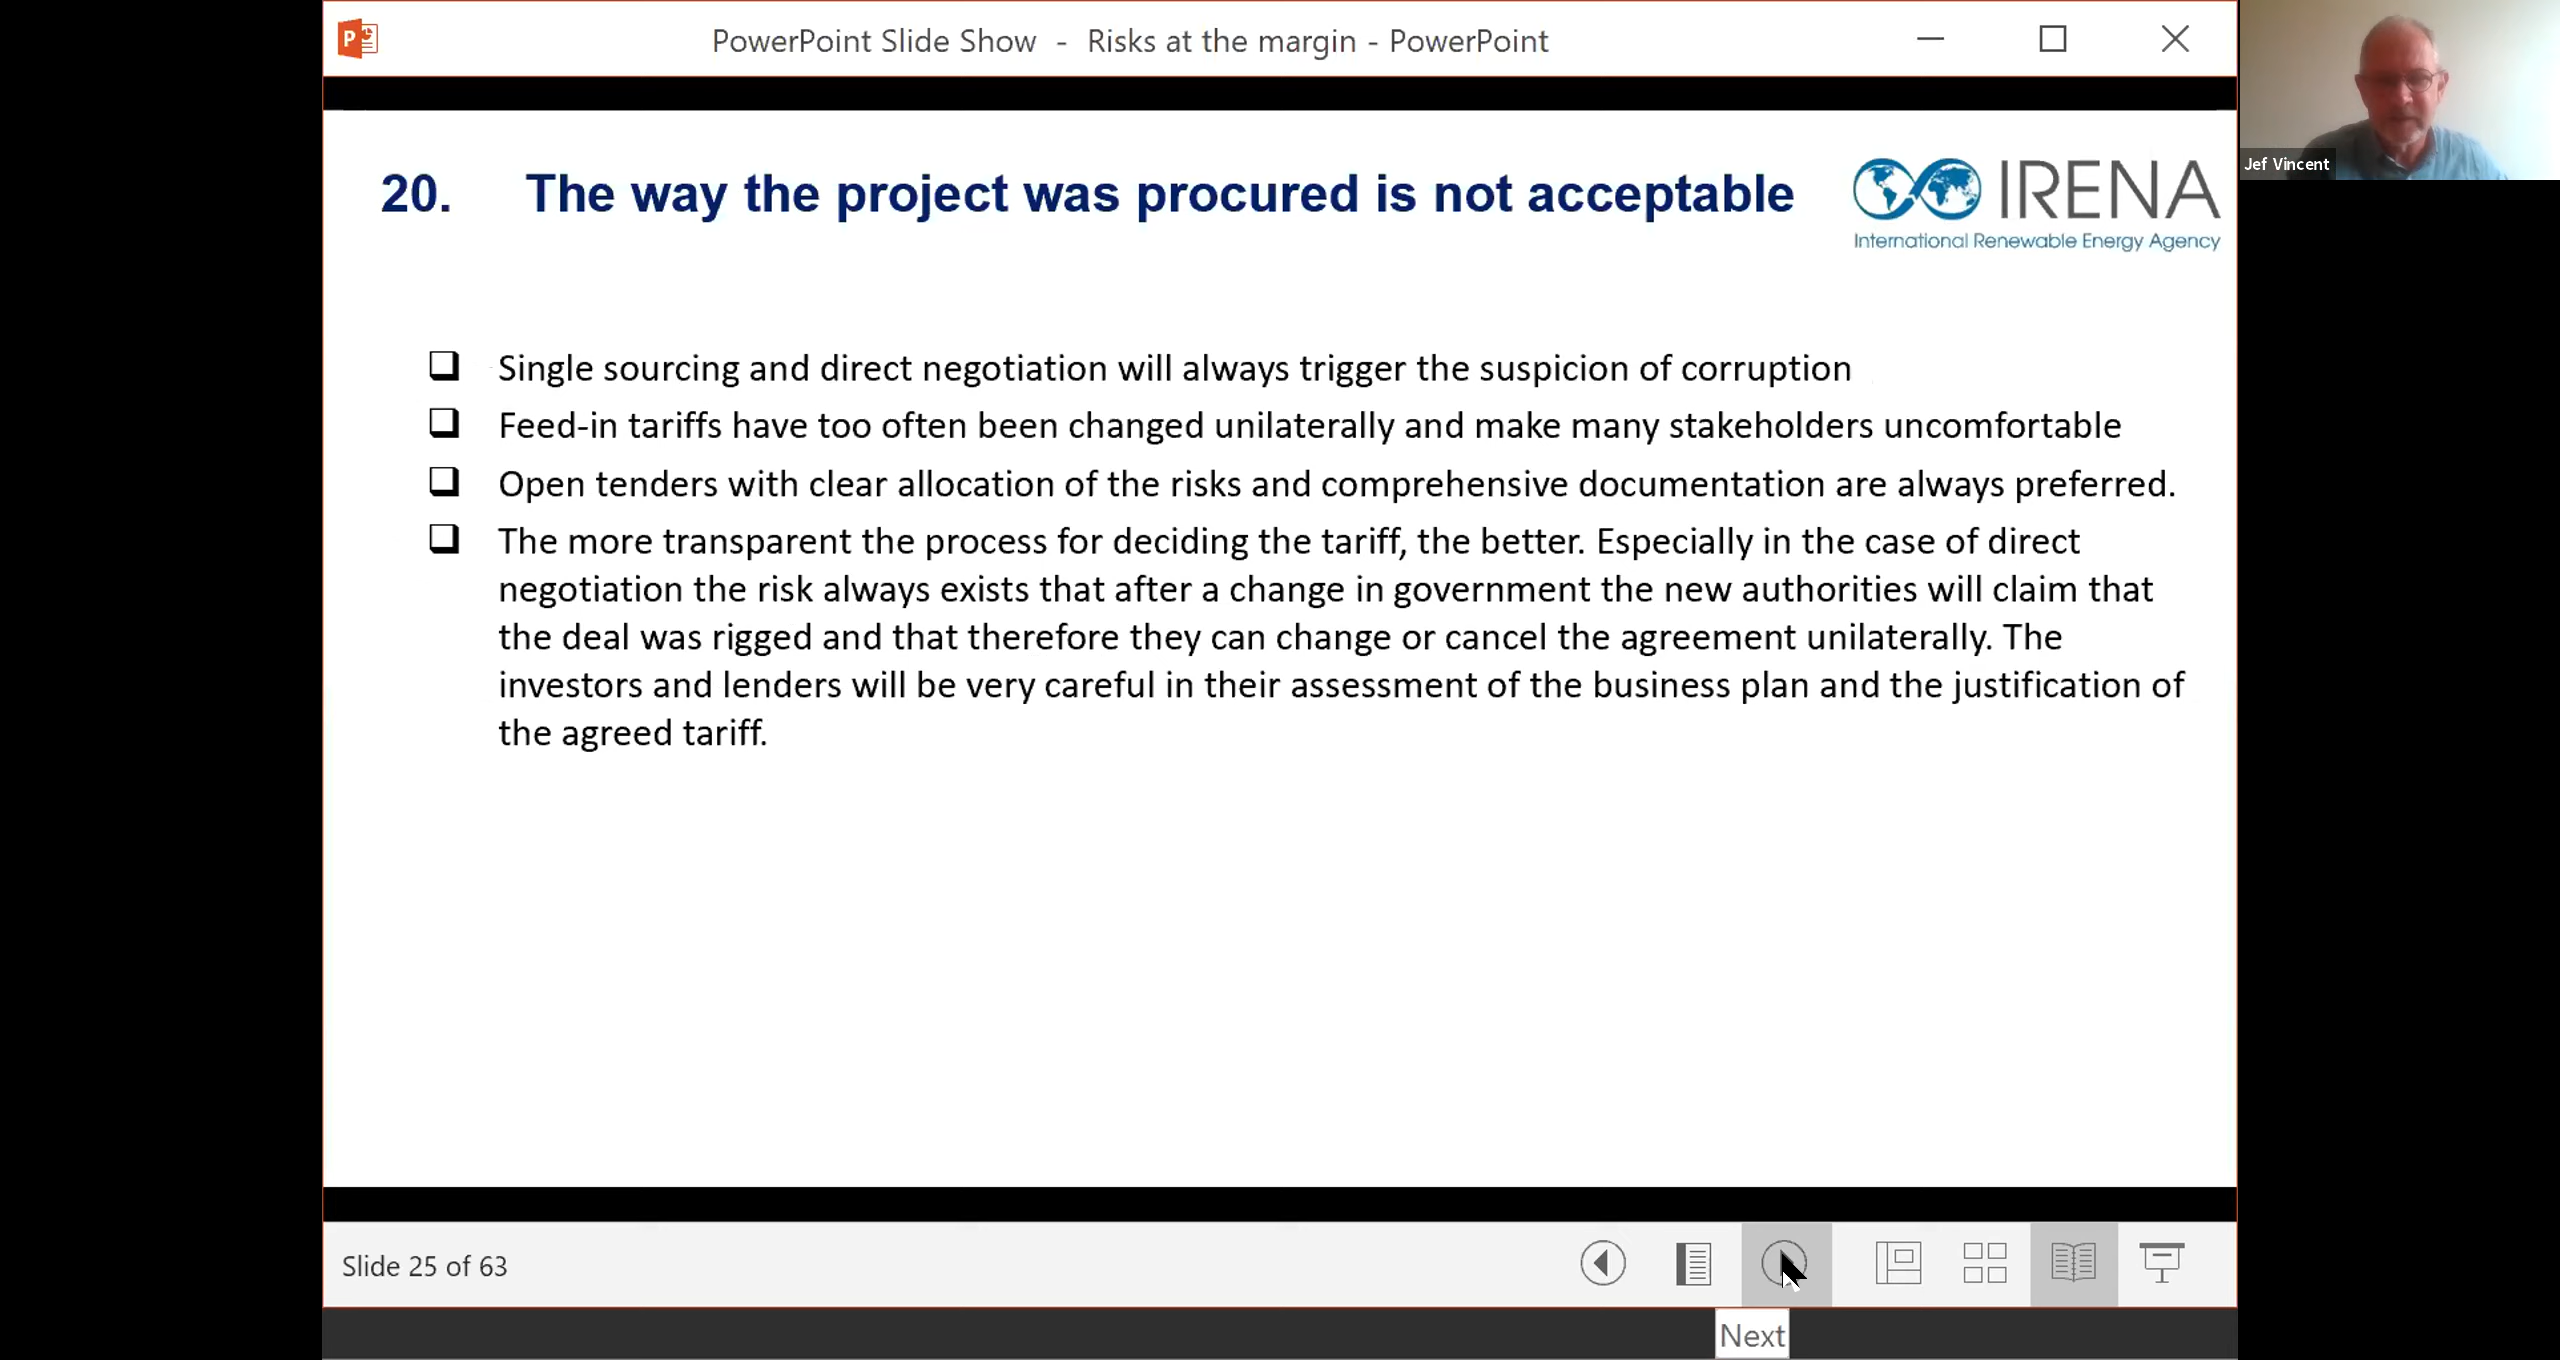 PowerPoint Slide Show - Risks at the margin - PowerPoint
Jef Vincent
20. The way the project was procured is not acceptable
IRENA
International Renewable Energy Agency
Single sourcing and direct negotiation will always trigger the suspicion of corruption
Feed-in tariffs have too often been changed unilaterally and make many stakeholders uncomfortable
Open tenders with clear allocation of the risks and comprehensive documentation are always preferred.
The more transparent the process for deciding the tariff, the better. Especially in the case of direct
negotiation the risk always exists that after a change in government the new authorities will claim that
the deal was rigged and that therefore they can change or cancel the agreement unilaterally. The
investors and lenders will be very careful in their assessment of the business plan and the justification of
the agreed tariff.
Slide 25 of 63
Next